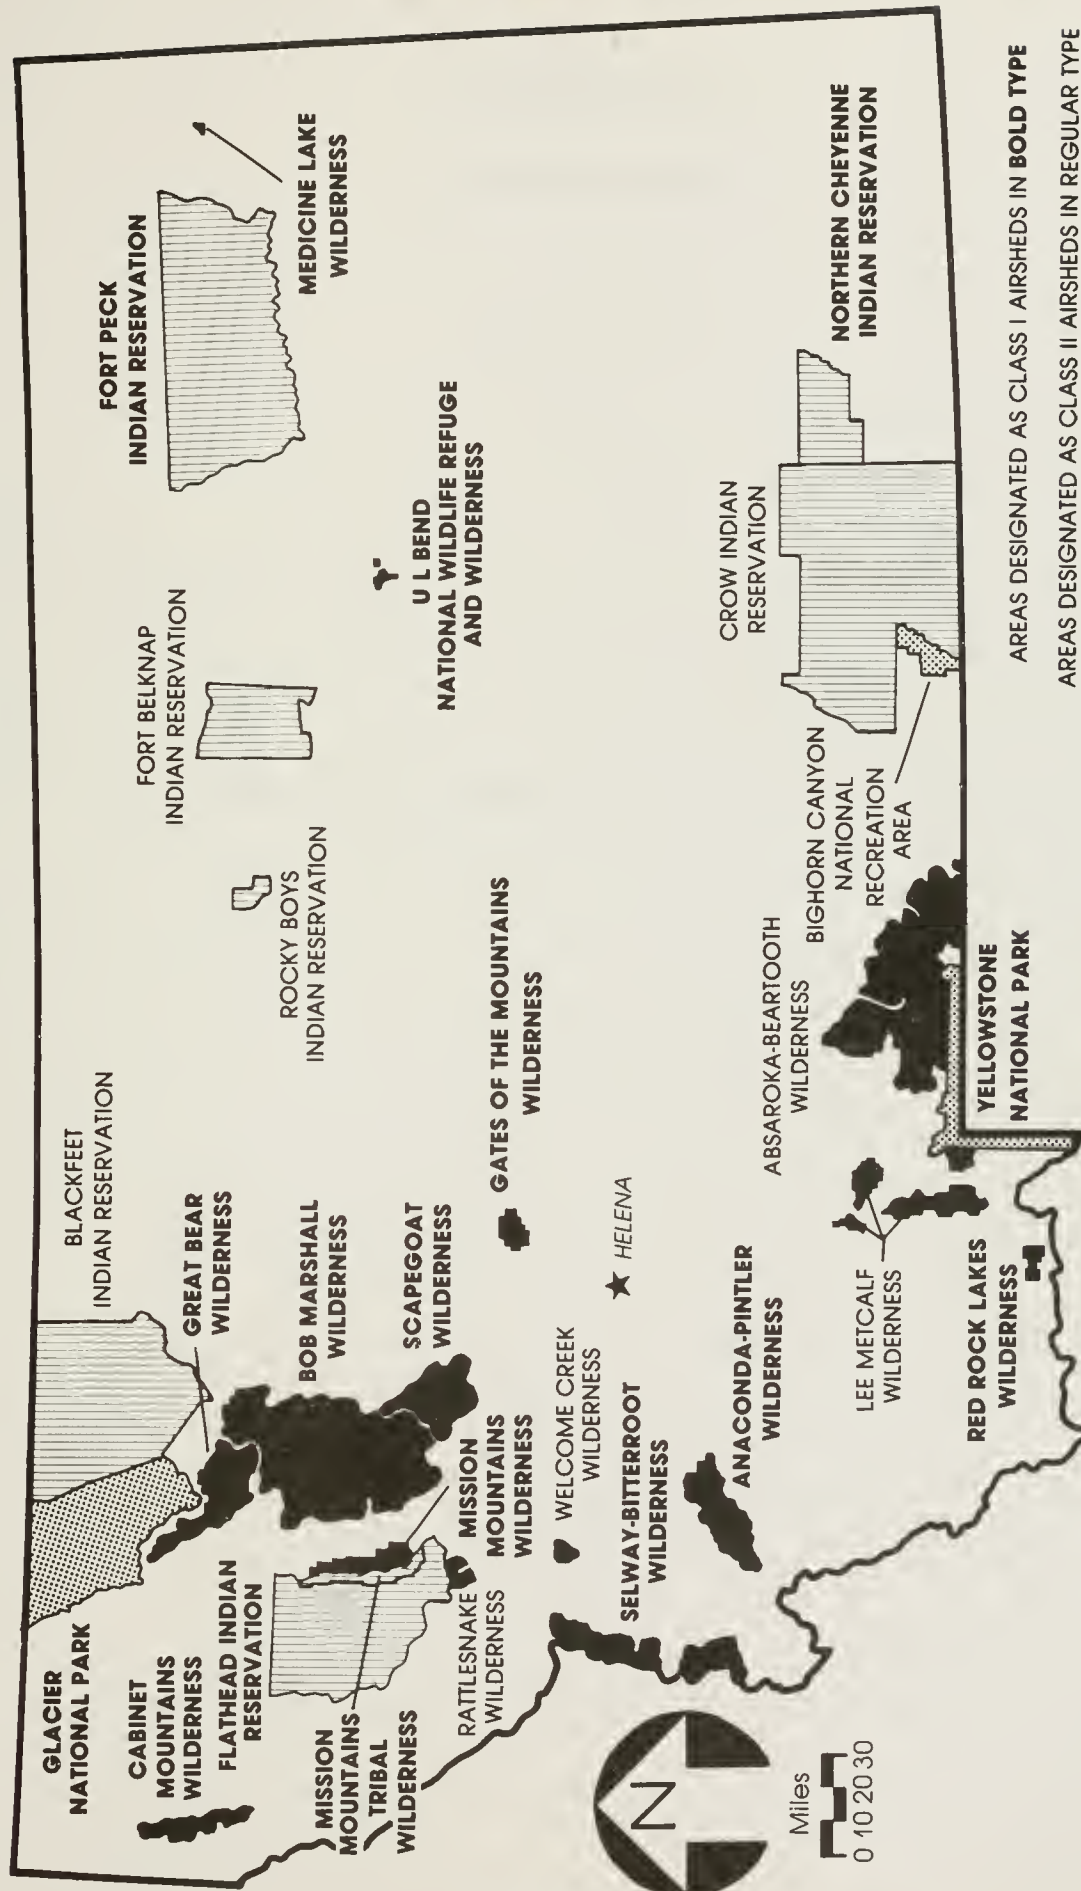 GLACIER
NATIONAL PARK
CABINET
MOUNTAINS
WILDERNESS
FLATHEAD INDIAN
RESERVATION
MISSION
MOUNTAINS
TRIBAL
WILDERNESS
RATTLESNAKE
WILDERNESS
MISSION
MOUNTAINS
WILDERNESS
BLACKFEET
INDIAN RESERVATION
GREAT BEAR
WILDERNESS
BOB MARSHALL
WILDERNESS
SCAPEGOAT
WILDERNESS
GATES OF THE MOUNTAINS
WILDERNESS
ROCKY BOYS
INDIAN RESERVATION
FORT BELKNAP
INDIAN RESERVATION
FORT PECK
INDIAN RESERVATION
MEDICINE LAKE
WILDERNESS
U L BEND
NATIONAL WILDLIFE REFUGE
AND WILDERNESS
HELENA
WELCOME CREEK
WILDERNESS
SELWAY-BITTERROOT
WILDERNESS
ANACONDA-PINTLER
WILDERNESS
LEE METCALF
WILDERNESS
RED ROCK LAKES
WILDERNESS
ABSAROKA-BEARTOOTH
WILDERNESS
YELLOWSTONE
NATIONAL PARK
BIGHORN CANYON
NATIONAL
RECREATION
AREA
CROW INDIAN
RESERVATION
NORTHERN CHEYENNE
INDIAN RESERVATION
N
Miles
0 10 20 30
AREAS DESIGNATED AS CLASS I AIRSHEDS IN BOLD TYPE
AREAS DESIGNATED AS CLASS II AIRSHEDS IN REGULAR TYPE